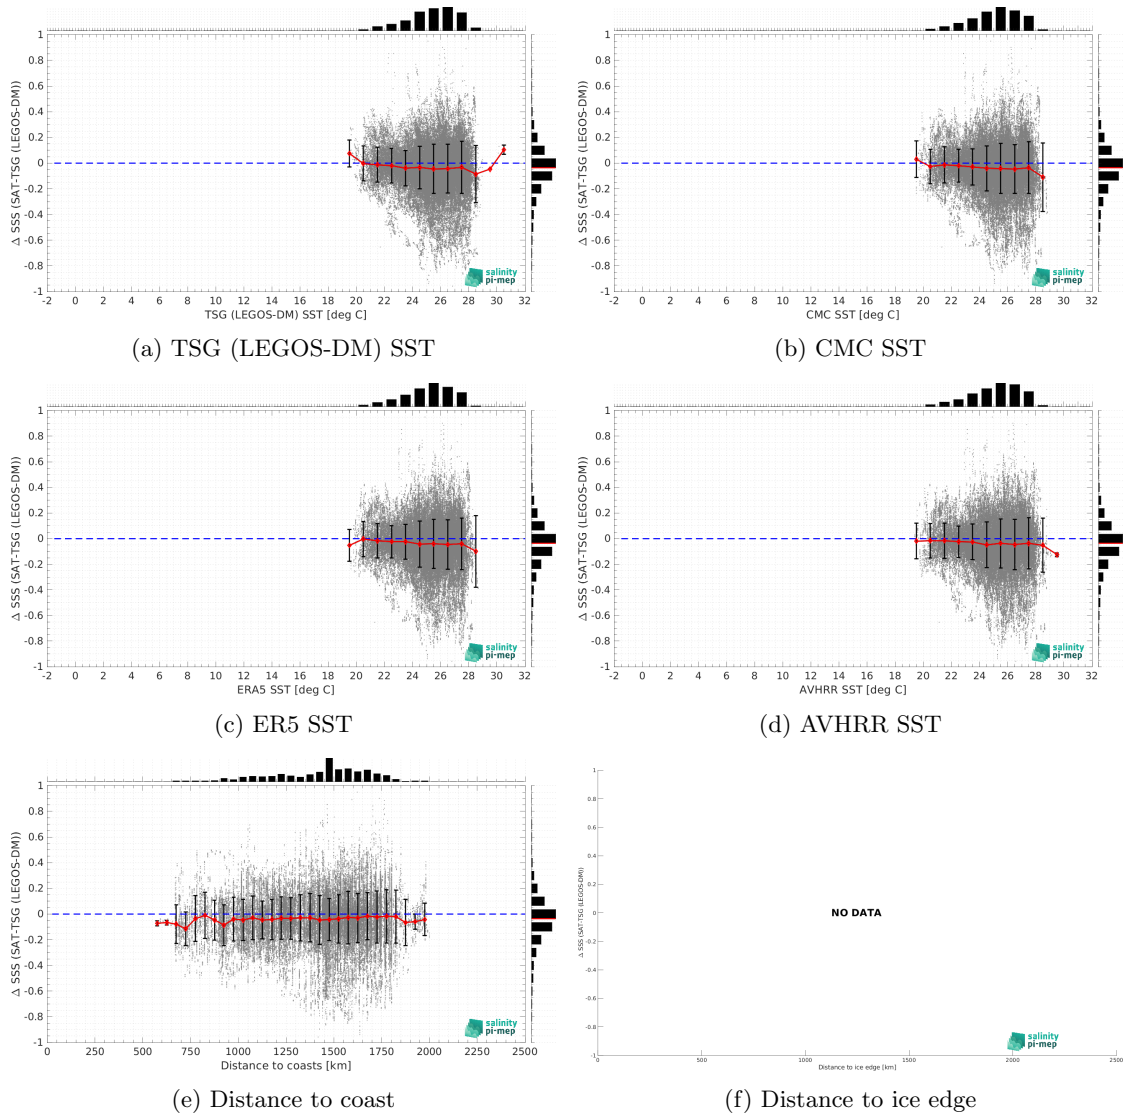 1
0.8
0.6
0.4
0.2
0
-0.2
-0.4
-0.6
-0.8
-1
Δ SSS (SAT-TSG (LEGOS-DM))
salinity
pi-mep
-2 0 2 4 6 8 10 12 14 16 18 20 22 24 26 28 30 32
TSG (LEGOS-DM) SST [deg C]
(a) TSG (LEGOS-DM) SST
1
0.8
0.6
0.4
0.2
0
-0.2
-0.4
-0.6
-0.8
-1
Δ SSS (SAT-TSG (LEGOS-DM))
salinity
pi-mep
-2 0 2 4 6 8 10 12 14 16 18 20 22 24 26 28 30 32
CMC SST [deg C]
(b) CMC SST
1
0.8
0.6
0.4
0.2
0
-0.2
-0.4
-0.6
-0.8
-1
Δ SSS (SAT-TSG (LEGOS-DM))
salinity
pi-mep
-2 0 2 4 6 8 10 12 14 16 18 20 22 24 26 28 30 32
ERA5 SST [deg C]
(c) ER5 SST
1
0.8
0.6
0.4
0.2
0
-0.2
-0.4
-0.6
-0.8
-1
Δ SSS (SAT-TSG (LEGOS-DM))
salinity
pi-mep
-2 0 2 4 6 8 10 12 14 16 18 20 22 24 26 28 30 32
AVHRR SST [deg C]
(d) AVHRR SST
1
0.8
0.6
0.4
0.2
0
-0.2
-0.4
-0.6
-0.8
-1
Δ SSS (SAT-TSG (LEGOS-DM))
salinity
pi-mep
0 250 500 750 1000 1250 1500 1750 2000 2250 2500
Distance to coasts [km]
(e) Distance to coast
1
0.8
0.6
0.4
0.2
0
-0.2
-0.4
-0.6
-0.8
-1
Δ SSS (SAT-TSG (LEGOS-DM))
NO DATA
salinity
pi-mep
0 500 1000 1500 2000 2500
Distance to ice edge [km]
(f) Distance to ice edge